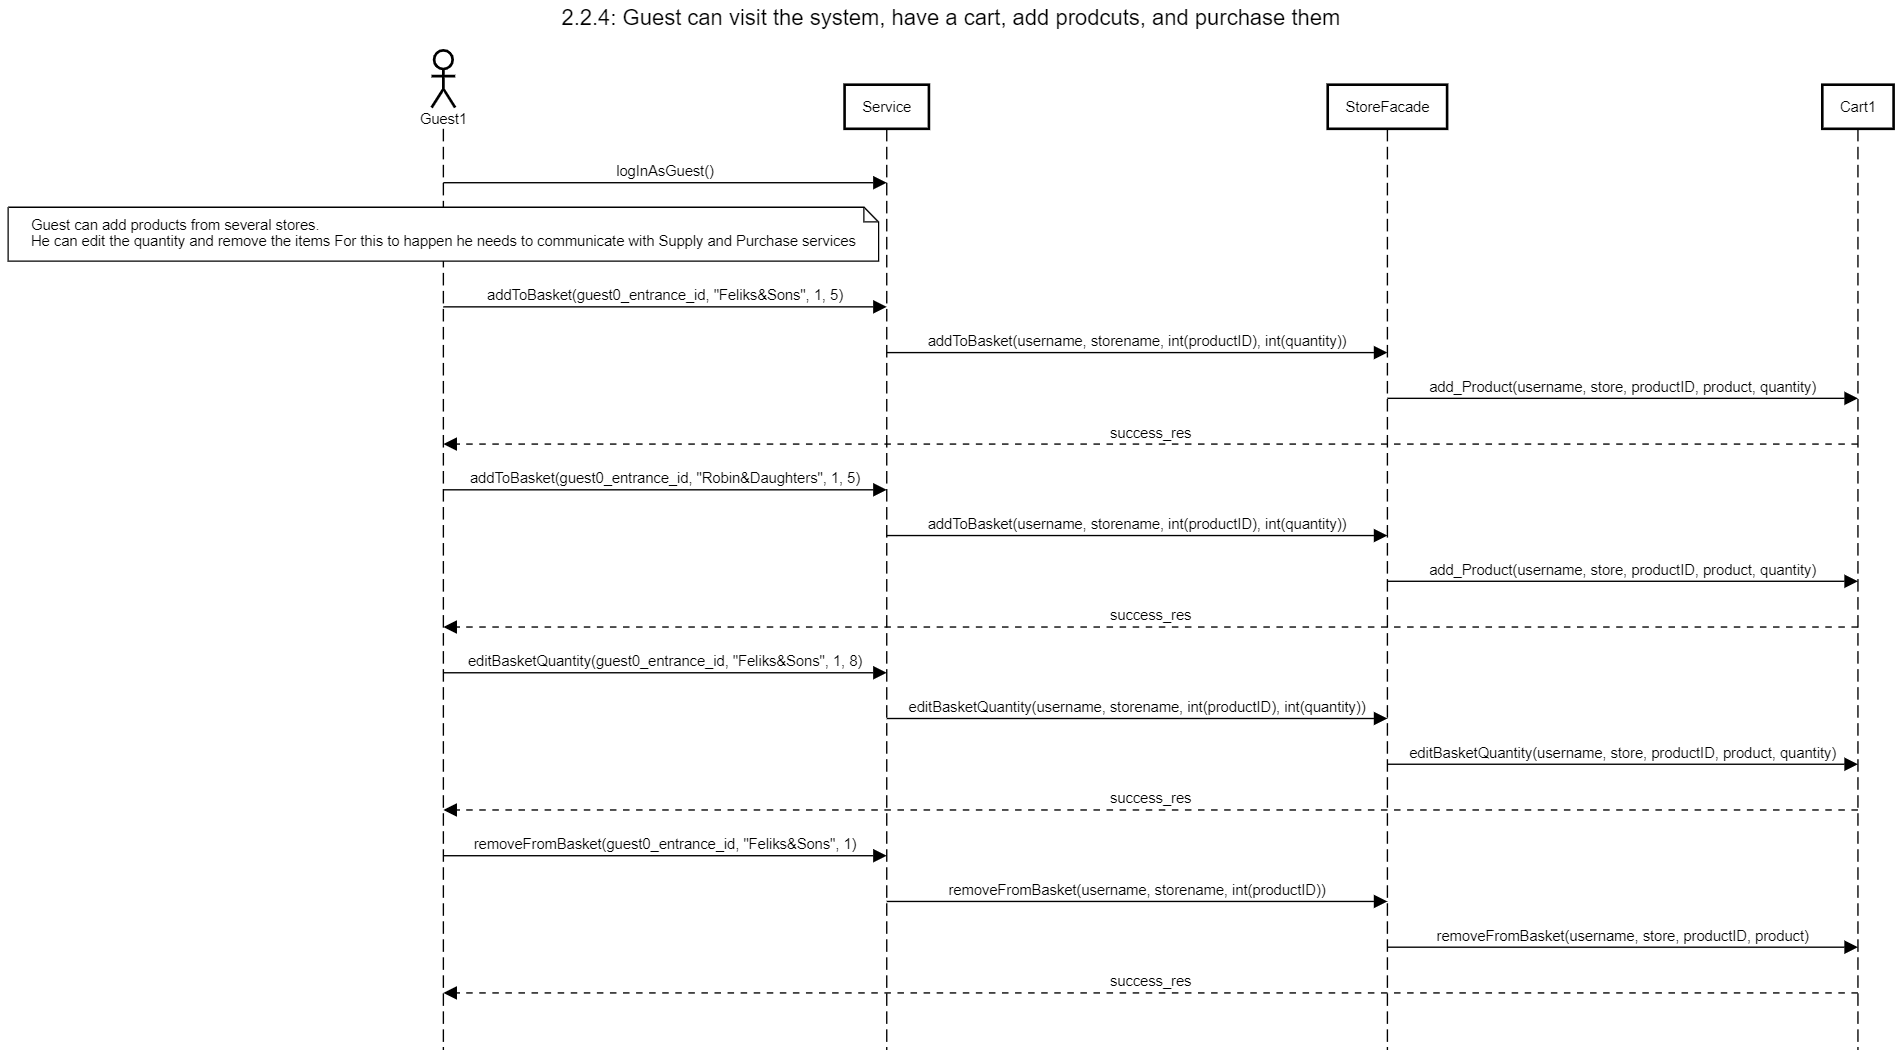 2.2.4: Guest can visit the system, have a cart, add prodcuts, and purchase them
Guest1
Service
StoreFacade
Cart1
logInAsGuest()
Guest can add products from several stores.
He can edit the quantity and remove the items For this to happen he needs to communicate with Supply and Purchase services
addToBasket(guest0_entrance_id, "Feliks&Sons", 1, 5)
addToBasket(username, storename, int(productID), int(quantity))
add_Product(username, store, productID, product, quantity)
success_res
addToBasket(guest0_entrance_id, "Robin&Daughters", 1, 5)
addToBasket(username, storename, int(productID), int(quantity))
add_Product(username, store, productID, product, quantity)
success_res
editBasketQuantity(guest0_entrance_id, "Feliks&Sons", 1, 8)
editBasketQuantity(username, storename, int(productID), int(quantity))
editBasketQuantity(username, store, productID, product, quantity)
success_res
removeFromBasket(guest0_entrance_id, "Feliks&Sons", 1)
removeFromBasket(username, storename, int(productID))
removeFromBasket(username, store, productID, product)
success_res